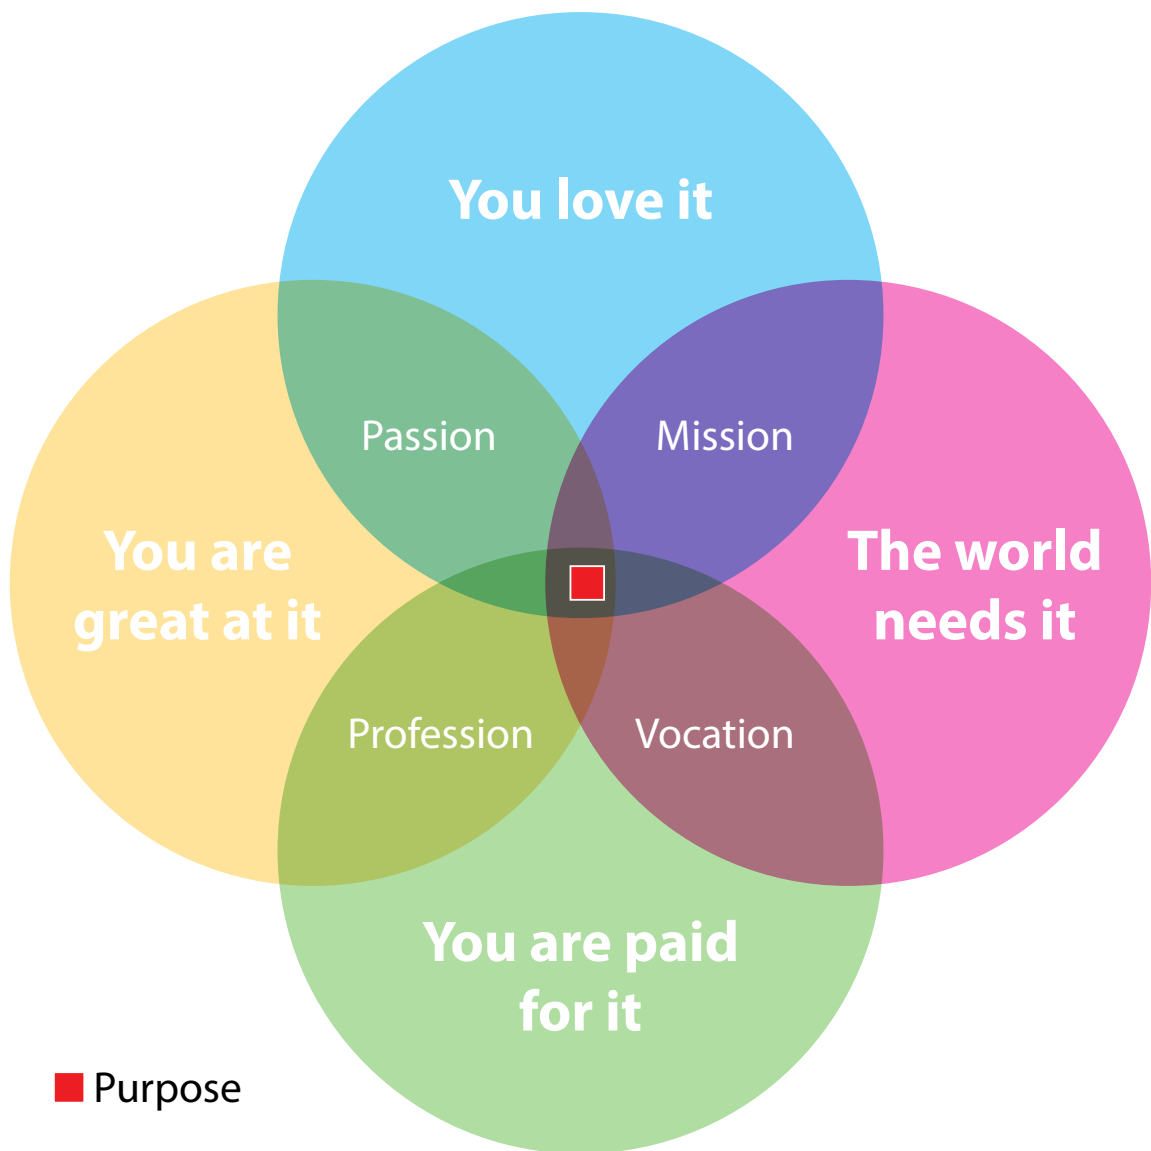 You love it
Passion
Mission
You are
great at it
The world
needs it
Profession
Vocation
You are paid
for it
Purpose